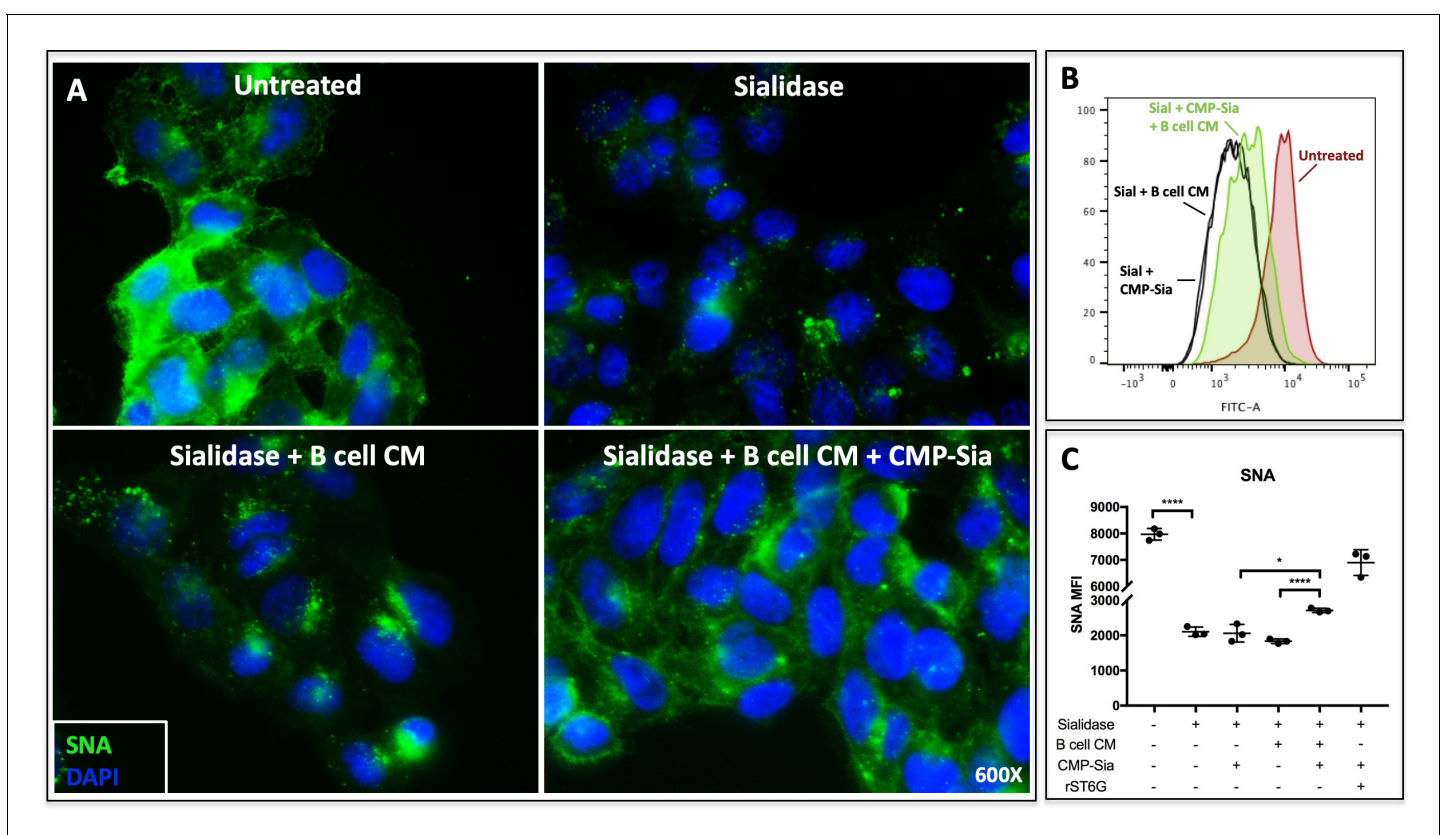 A
Untreated
Sialidase
Sialidase + B cell CM
Sialidase + B cell CM + CMP-Sia
SNA
DAPI
600X
B
Sial + CMP-Sia
+ B cell CM
Untreated
Sial + B cell CM
Sial +
CMP-Sia
100
80
60
40
20
0
-10³ 0 10³ 10⁴ 10⁵
FITC-A
C
SNA
SNA MFI
9000
8000
7000
6000
3000
2000
1000
0
****
*
****
Sialidase - + + + + +
B cell CM - - - + + -
CMP-Sia - - + - + +
rST6G - - - - - +